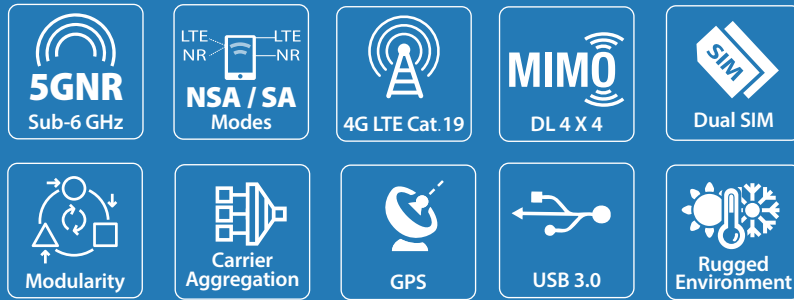 5GNR
Sub-6 GHz
LTE
NR
LTE
NR
NSA / SA
Modes
4G LTE Cat.19
MIMO
DL 4 X 4
SIM
Dual SIM
Modularity
Carrier
Aggregation
GPS
USB 3.0
Rugged
Environment